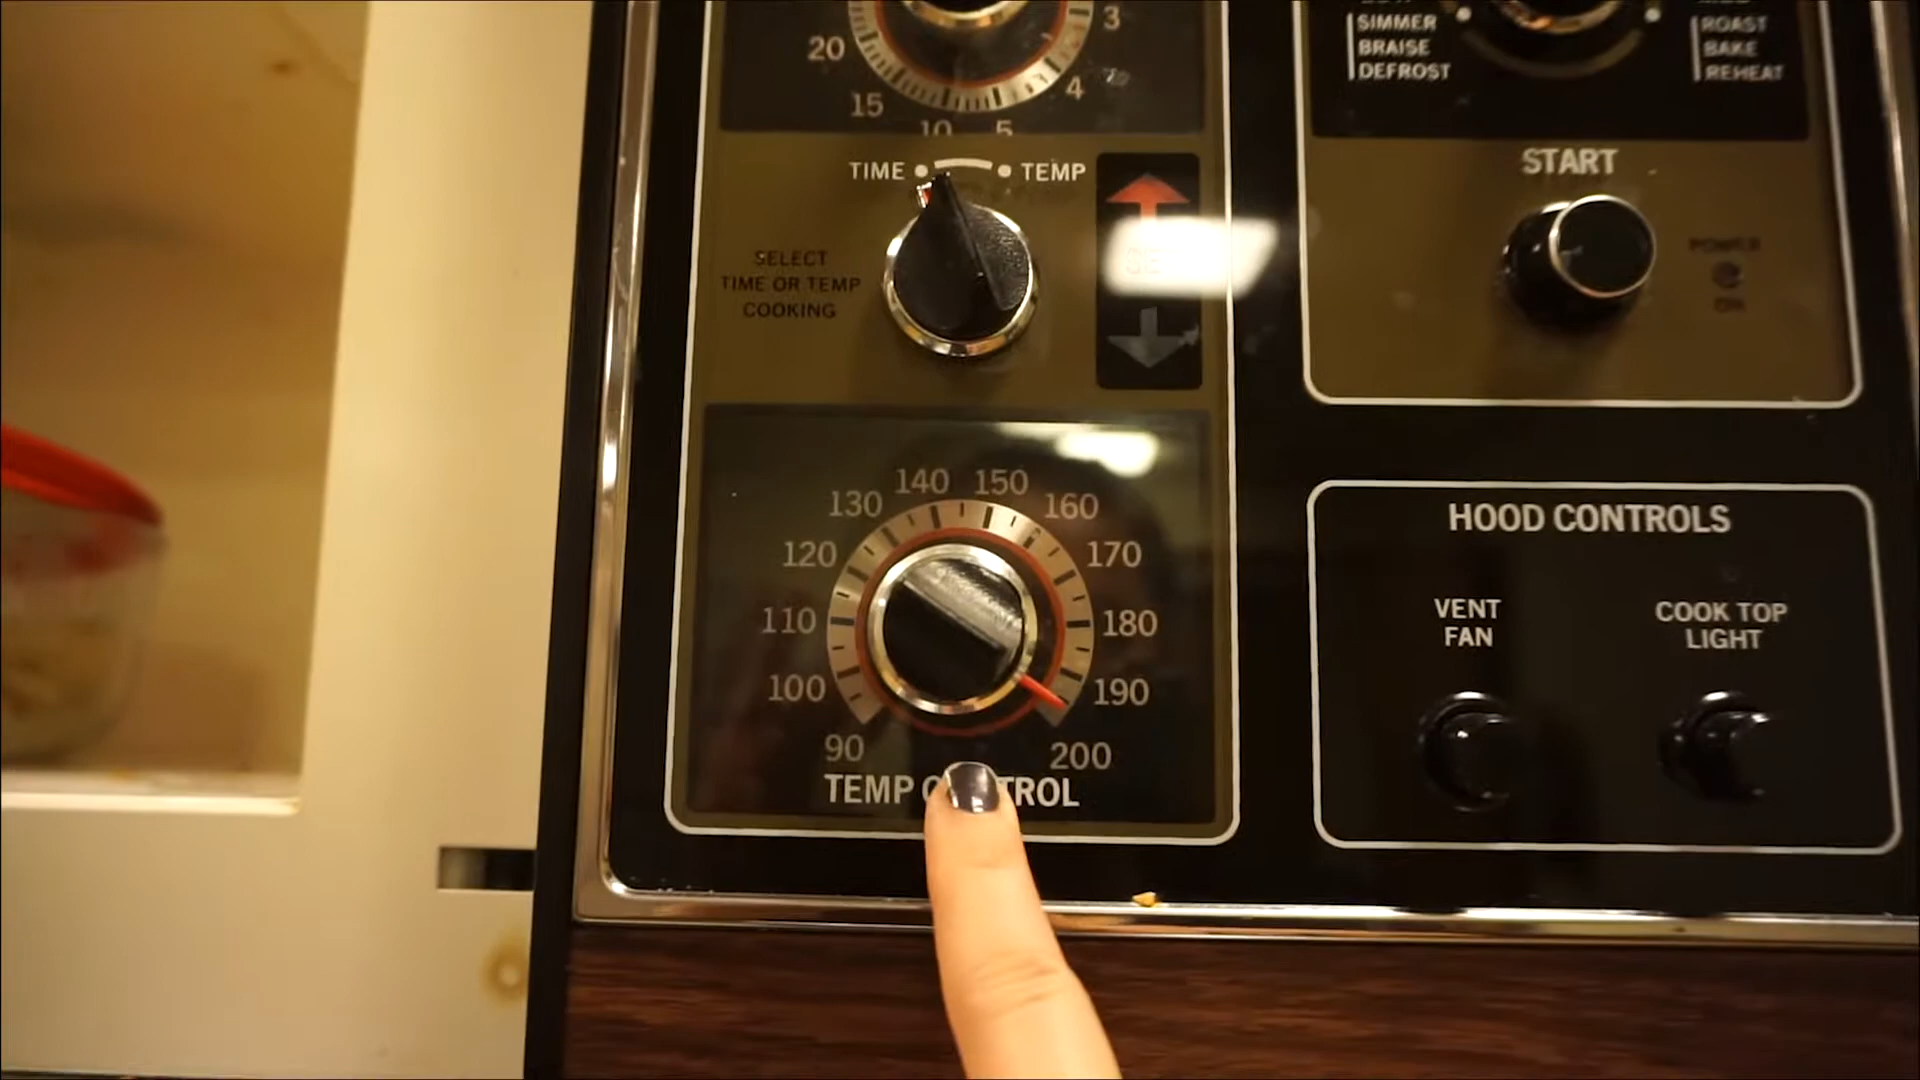 3
20
4
15
10 5
SIMMER
BRAISE
DEFROST
ROAST
BAKE
REHEAT
TIME TEMP
SELECT
TIME OR TEMP
COOKING
START
POWER
ON
140 150
130 160
120 170
110 180
100 190
90 200
TEMP CONTROL
HOOD CONTROLS
VENT
FAN
COOK TOP
LIGHT